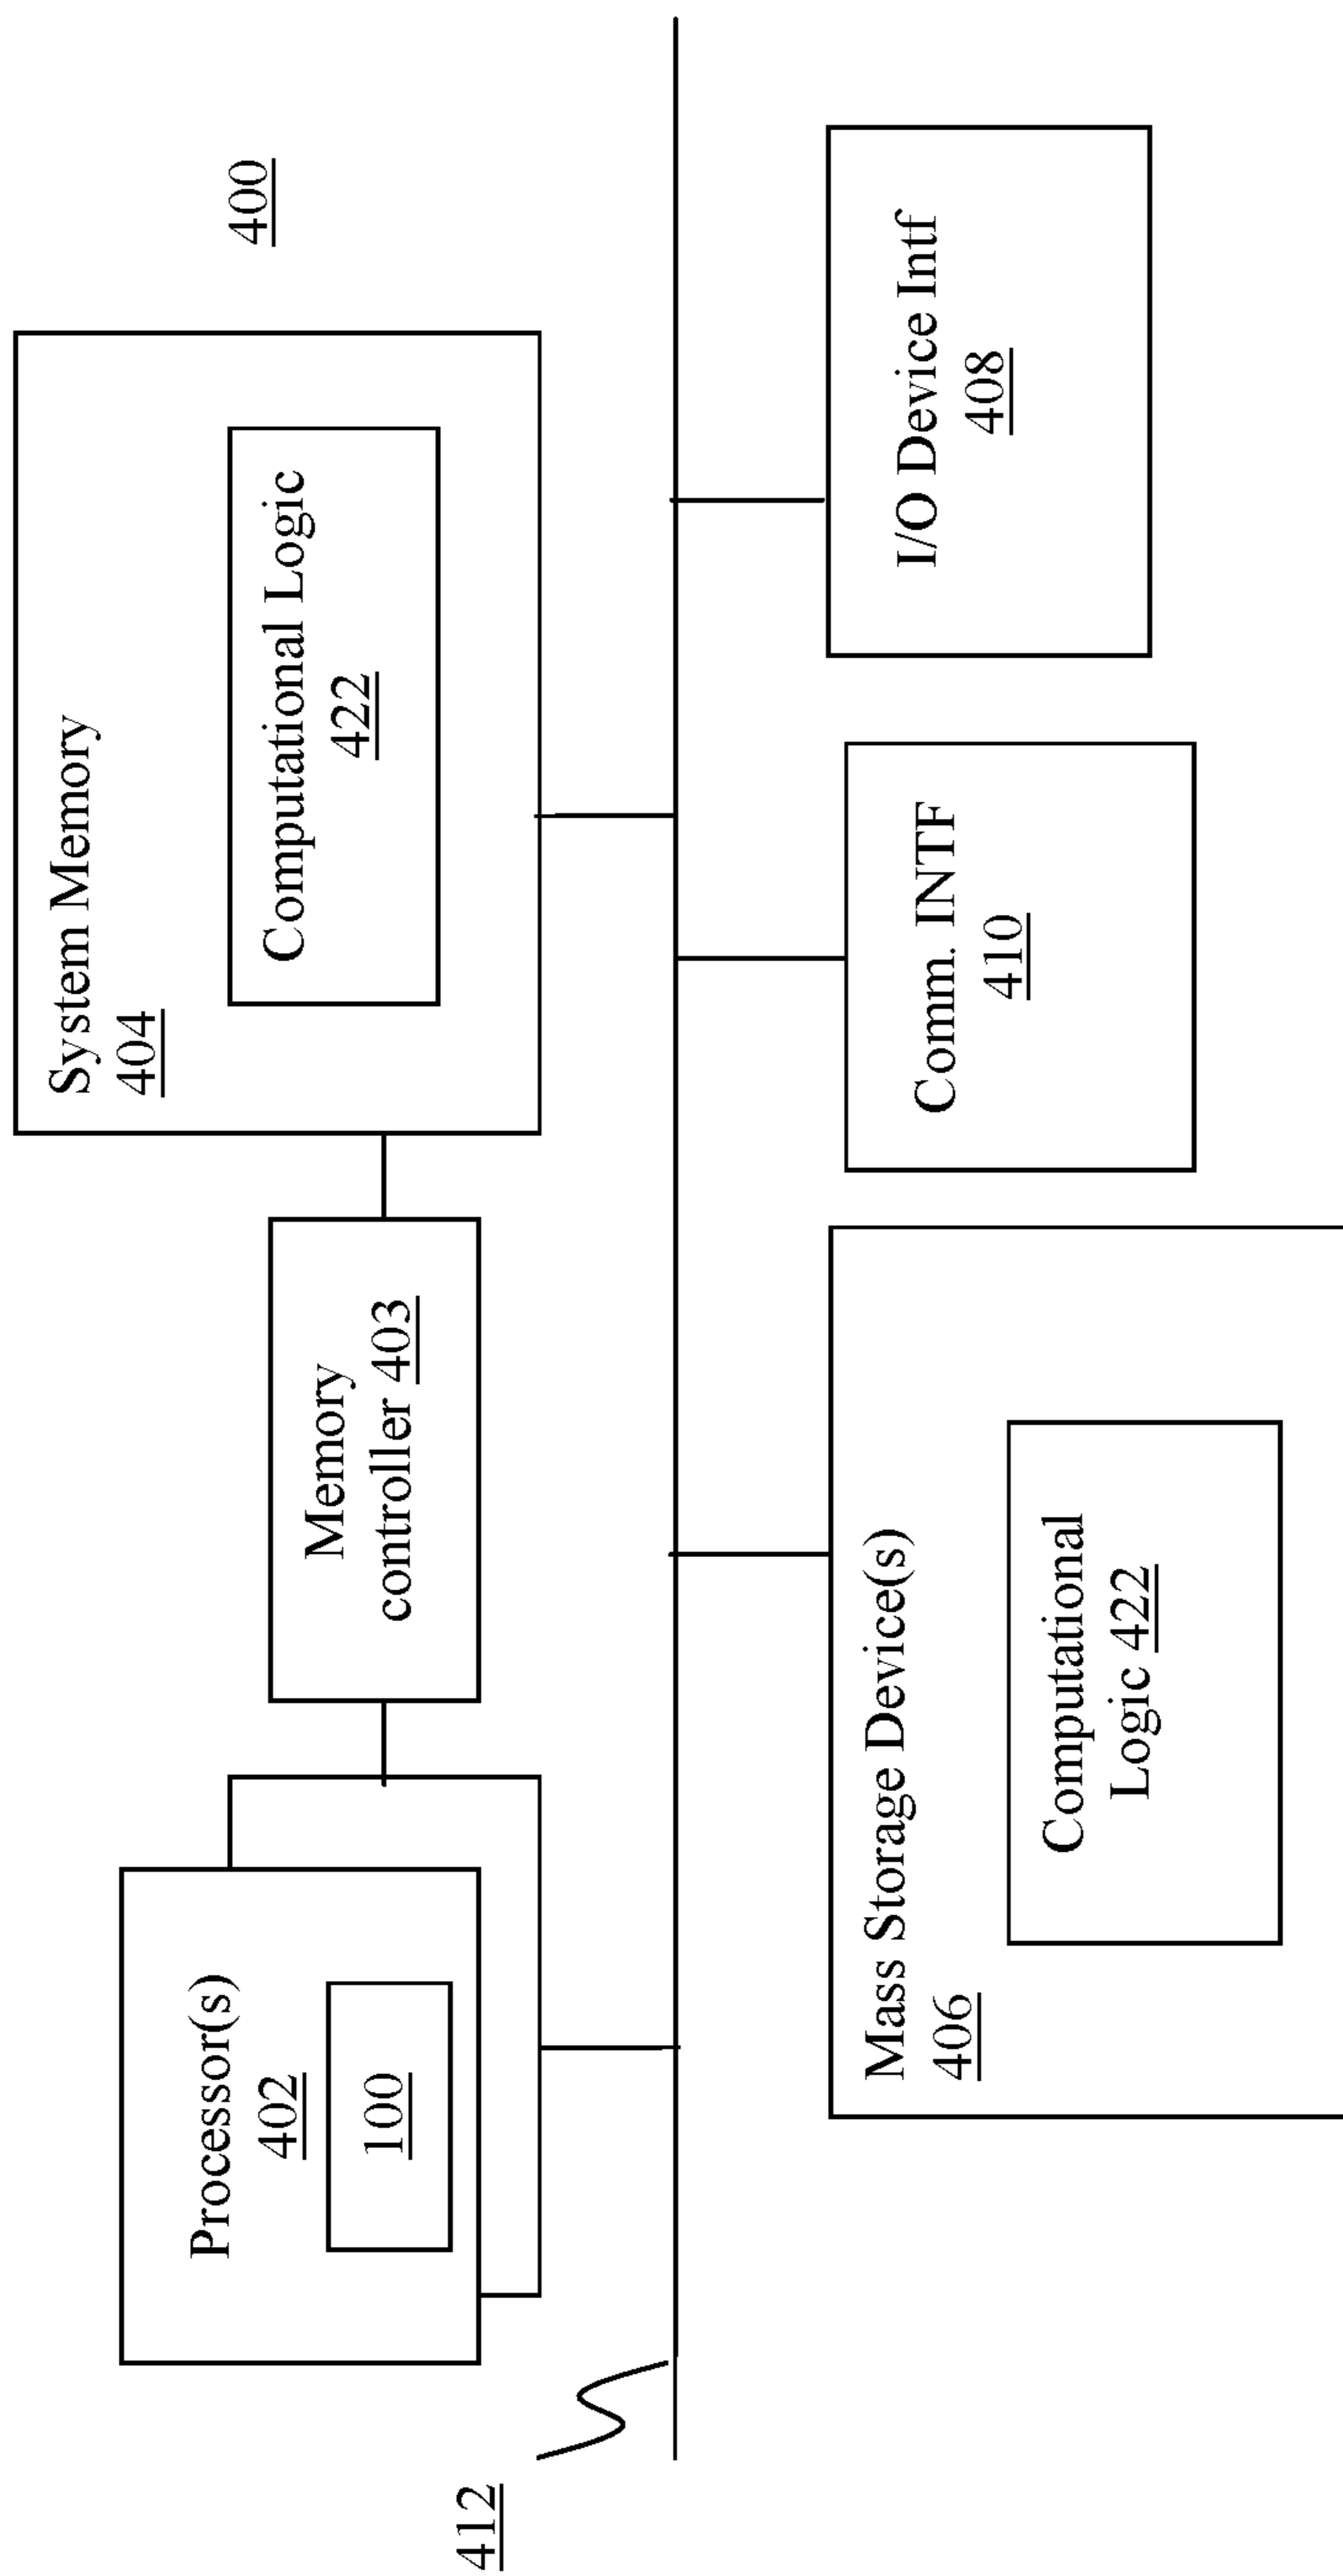 400
System Memory
404
Computational Logic
422
Memory
controller 403
Processor(s)
402
100
412
Mass Storage Device(s)
406
Computational
Logic 422
Comm. INTF
410
I/O Device Intf
408